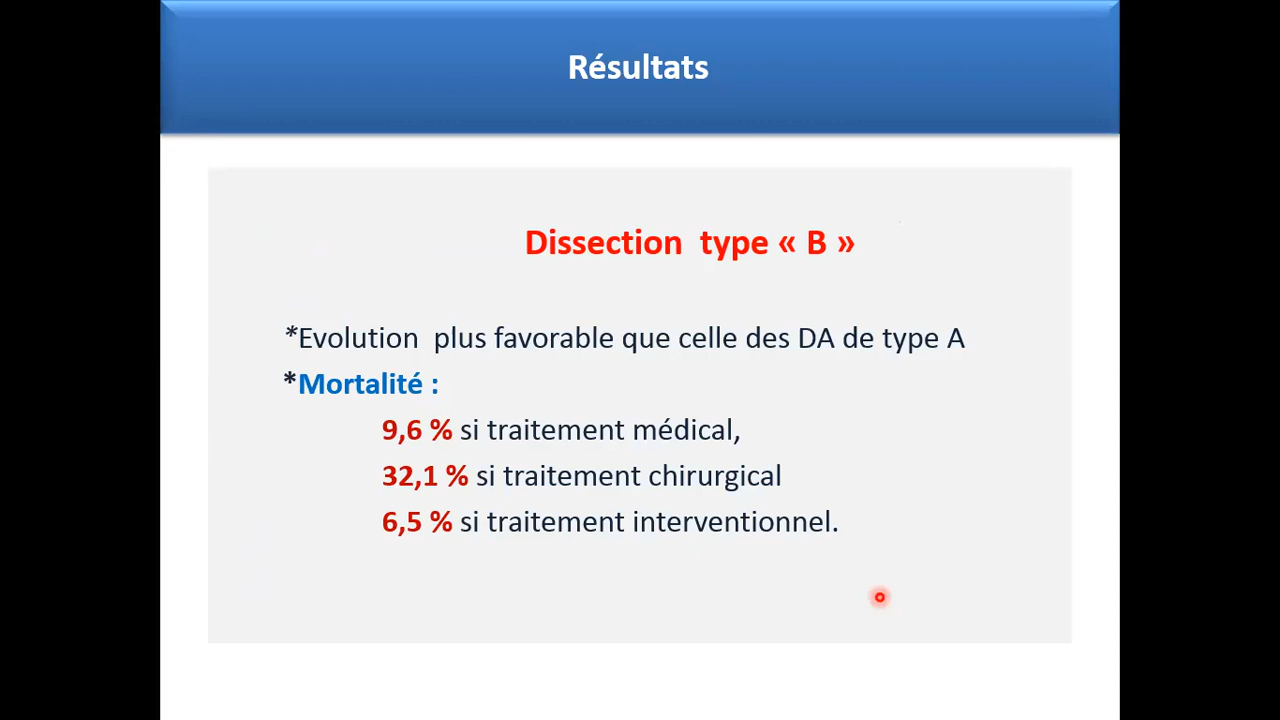 Résultats
Dissection type « B »
*Evolution plus favorable que celle des DA de type A
*Mortalité :
9,6 % si traitement médical,
32,1 % si traitement chirurgical
6,5 % si traitement interventionnel.